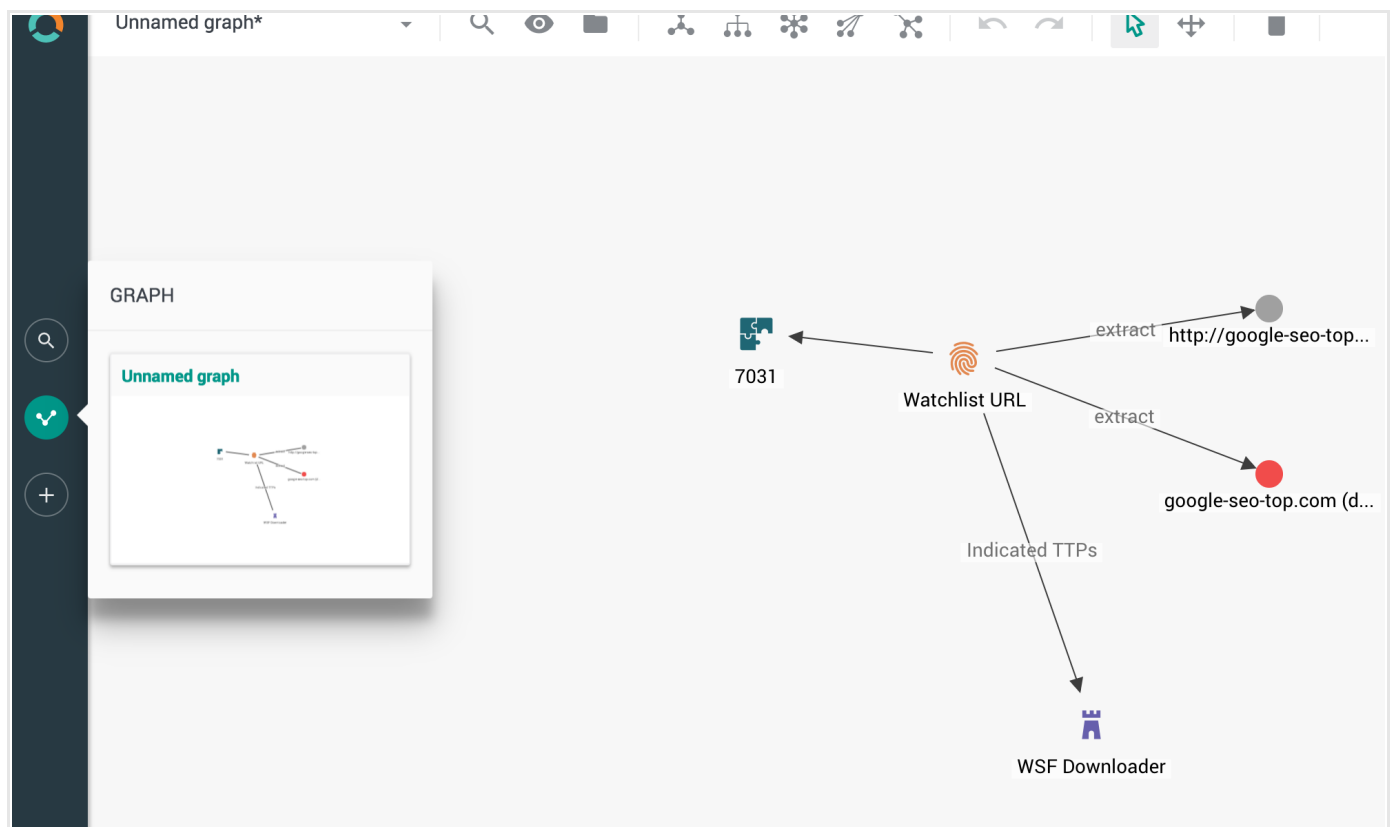 Unnamed graph*
GRAPH
Unnamed graph
7031
Watchlist URL
extract
http://google-seo-top...
extract
google-seo-top.com (d...
Indicated TTPs
WSF Downloader